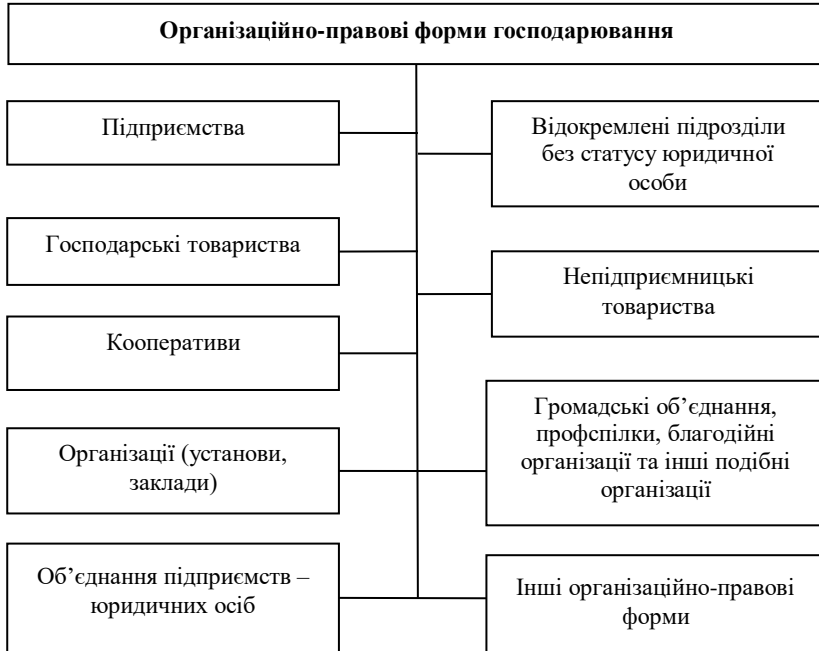 Організаційно-правові форми господарювання
Підприємства
Відокремлені підрозділи
без статусу юридичної
особи
Господарські товариства
Непідприємницькі
товариства
Кооперативи
Громадські об’єднання,
профспілки, благодійні
організації та інші подібні
організації
Організації (установи,
заклади)
Об’єднання підприємств –
юридичних осіб
Інші організаційно-правові
форми